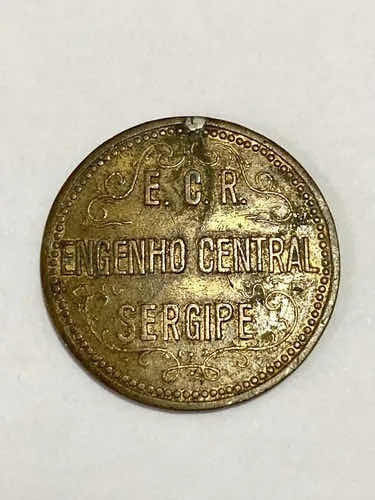 E. C. R.
ENGENHO CENTRAL
SERGIPE